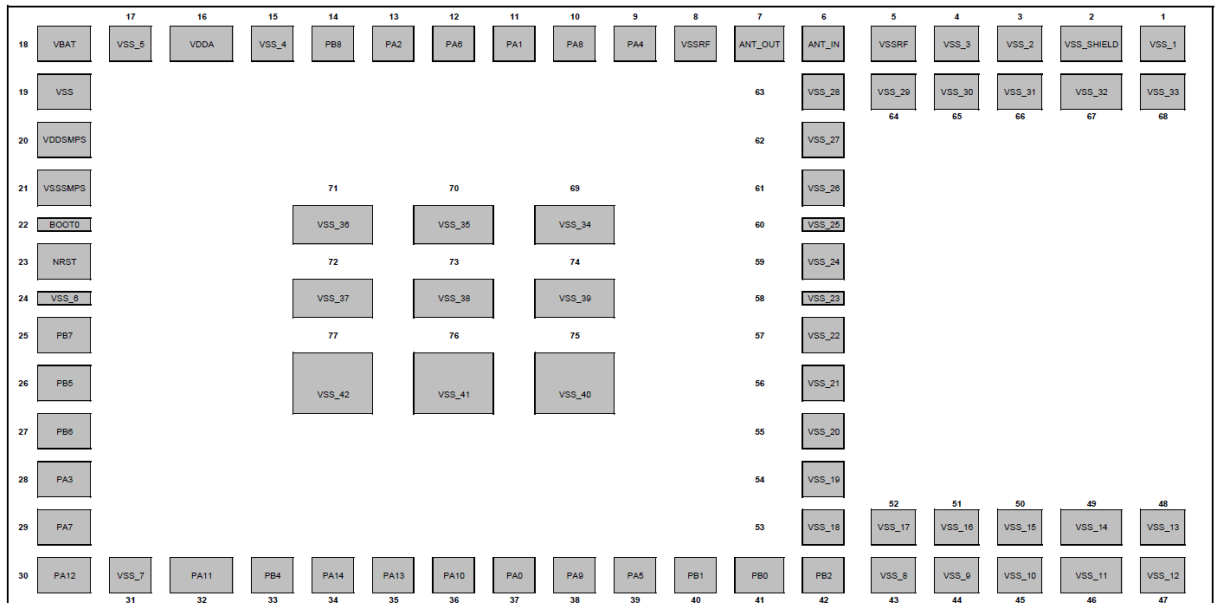 17 16 15 14 13 12 11 10 9 8 7 6 5 4 3 2 1
18 VBAT VSS_5 VDDA VSS_4 PB8 PA2 PA6 PA1 PA8 PA4 VSSRF ANT_OUT ANT_IN VSSRF VSS_3 VSS_2 VSS_SHIELD VSS_1
19 VSS 63 VSS_28 VSS_29 VSS_30 VSS_31 VSS_32 VSS_33
64 65 66 67 68
20 VDDSMPS 62 VSS_27
21 VSSSMPS 71 70 69 61 VSS_26
22 BOOT0 VSS_36 VSS_35 VSS_34 60 VSS_25
23 NRST 72 73 74 59 VSS_24
24 VSS_6 VSS_37 VSS_38 VSS_39 58 VSS_23
25 PB7 77 76 75 57 VSS_22
26 PB5 56 VSS_21
VSS_42 VSS_41 VSS_40
27 PB6 55 VSS_20
28 PA3 54 VSS_19
52 51 50 49 48
29 PA7 53 VSS_18 VSS_17 VSS_16 VSS_15 VSS_14 VSS_13
30 PA12 VSS_7 PA11 PB4 PA14 PA13 PA10 PA0 PA9 PA5 PB1 PB0 PB2 VSS_8 VSS_9 VSS_10 VSS_11 VSS_12
31 32 33 34 35 36 37 38 39 40 41 42 43 44 45 46 47